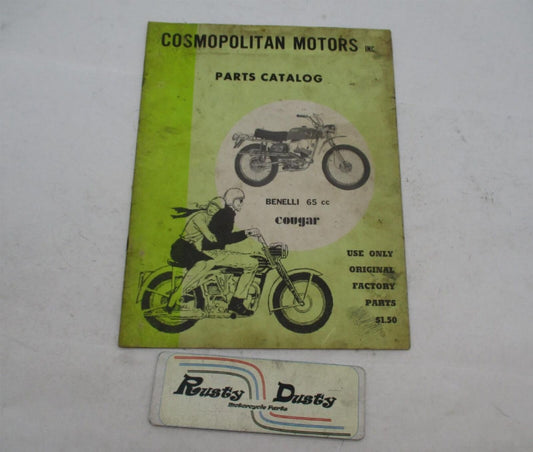 COSMOPOLITAN MOTORS INC.
PARTS CATALOG
BENELLI 65 cc
cougar
USE ONLY
ORIGINAL
FACTORY
PARTS
$1.50
Rusty Dusty
Motorcycle Parts